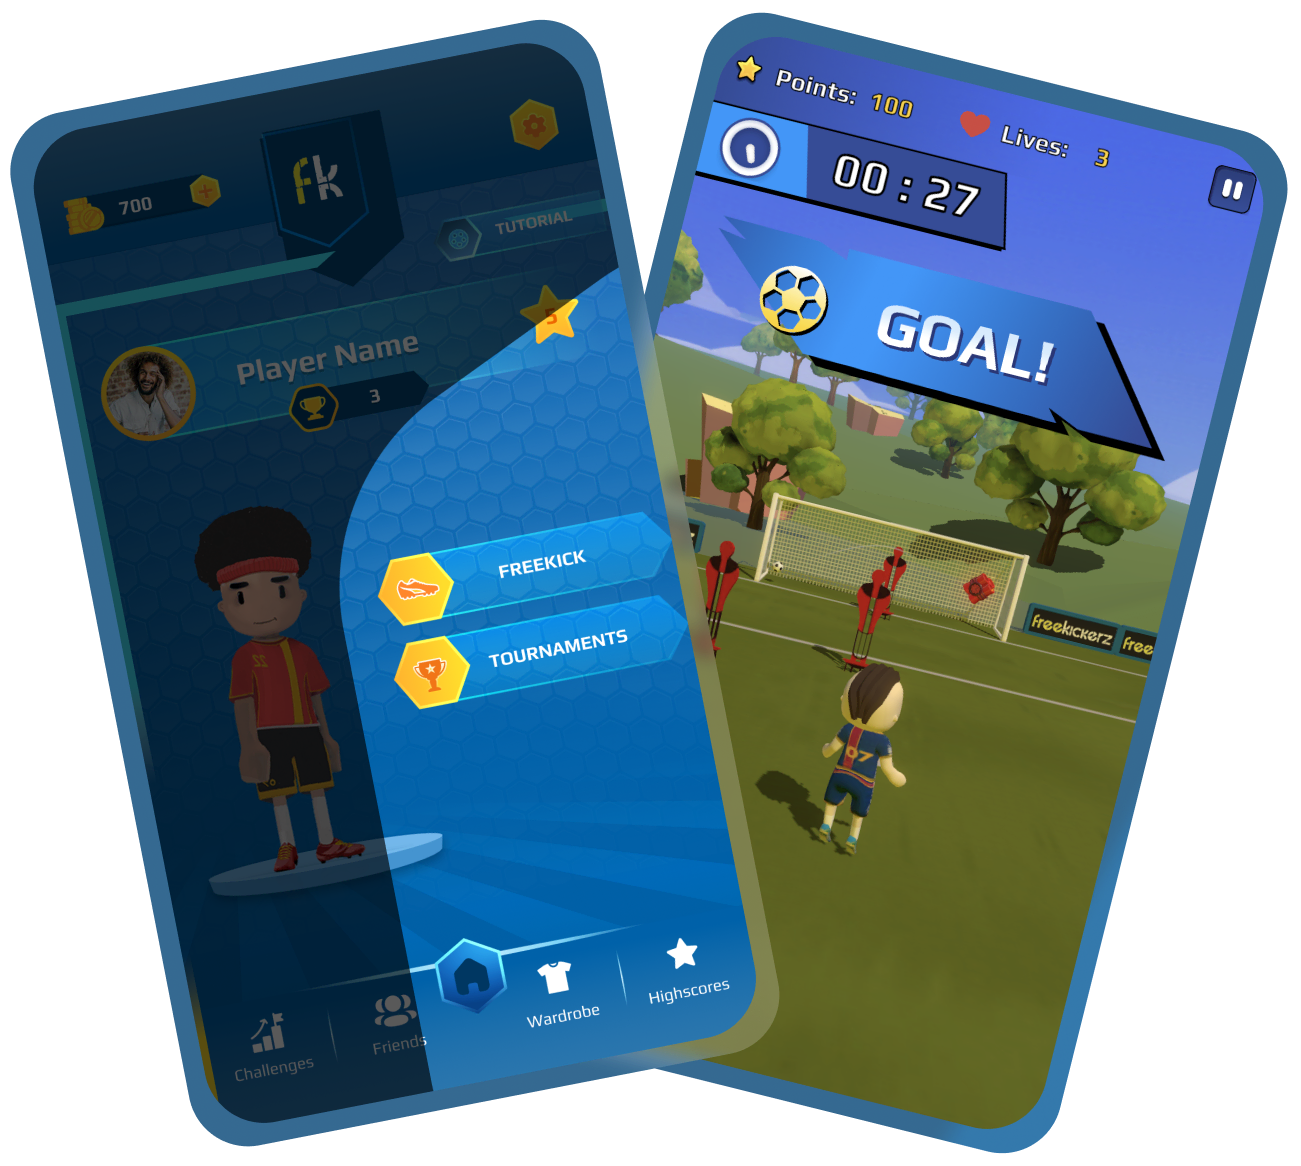 fk
700
TUTORIAL
5
Player Name
3
FREEKICK
TOURNAMENTS
Challenges
Friends
Wardrobe
Highscores
Points: 100
Lives: 3
00 : 27
GOAL!
freekickerz
free
07